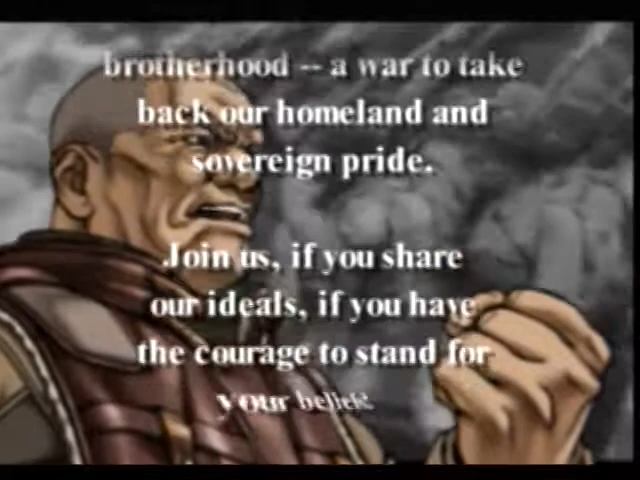 brotherhood -- a war to take
back our homeland and
sovereign pride.
Join us, if you share
our ideals, if you have
the courage to stand for
your beliefs.